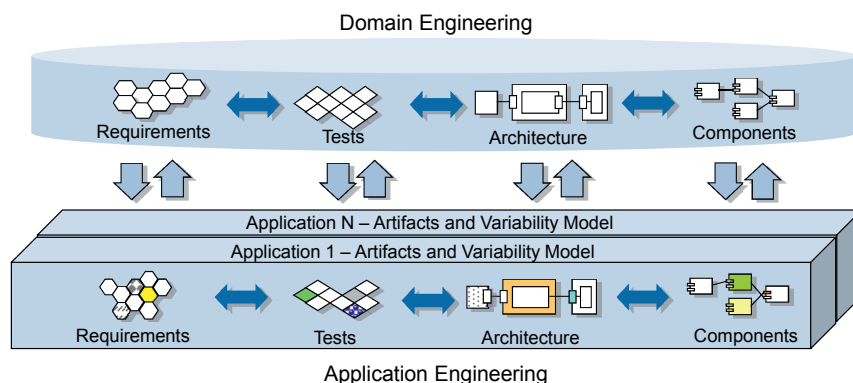 Domain Engineering
Requirements
Tests
Architecture
Components
Application N – Artifacts and Variability Model
Application 1 – Artifacts and Variability Model
Requirements
Tests
Architecture
Components
Application Engineering